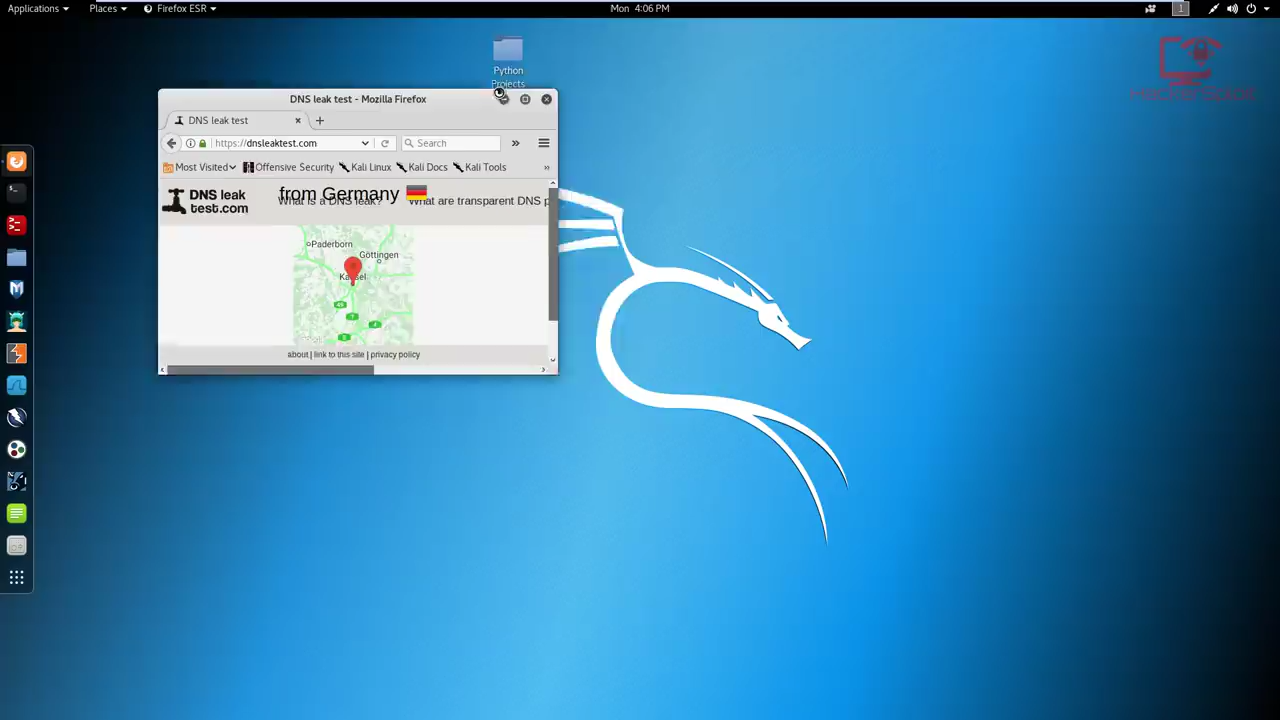 Applications Places Firefox ESR Mon 4:06 PM 1
HackerSploit
Python
Projects
DNS leak test - Mozilla Firefox
DNS leak test
https://dnsleaktest.com Search
Most Visited Offensive Security Kali Linux Kali Docs Kali Tools
DNS leak
test.com
from Germany
What is a DNS leak? What are transparent DNS p
Paderborn
Göttingen
Kassel
about | link to this site | privacy policy